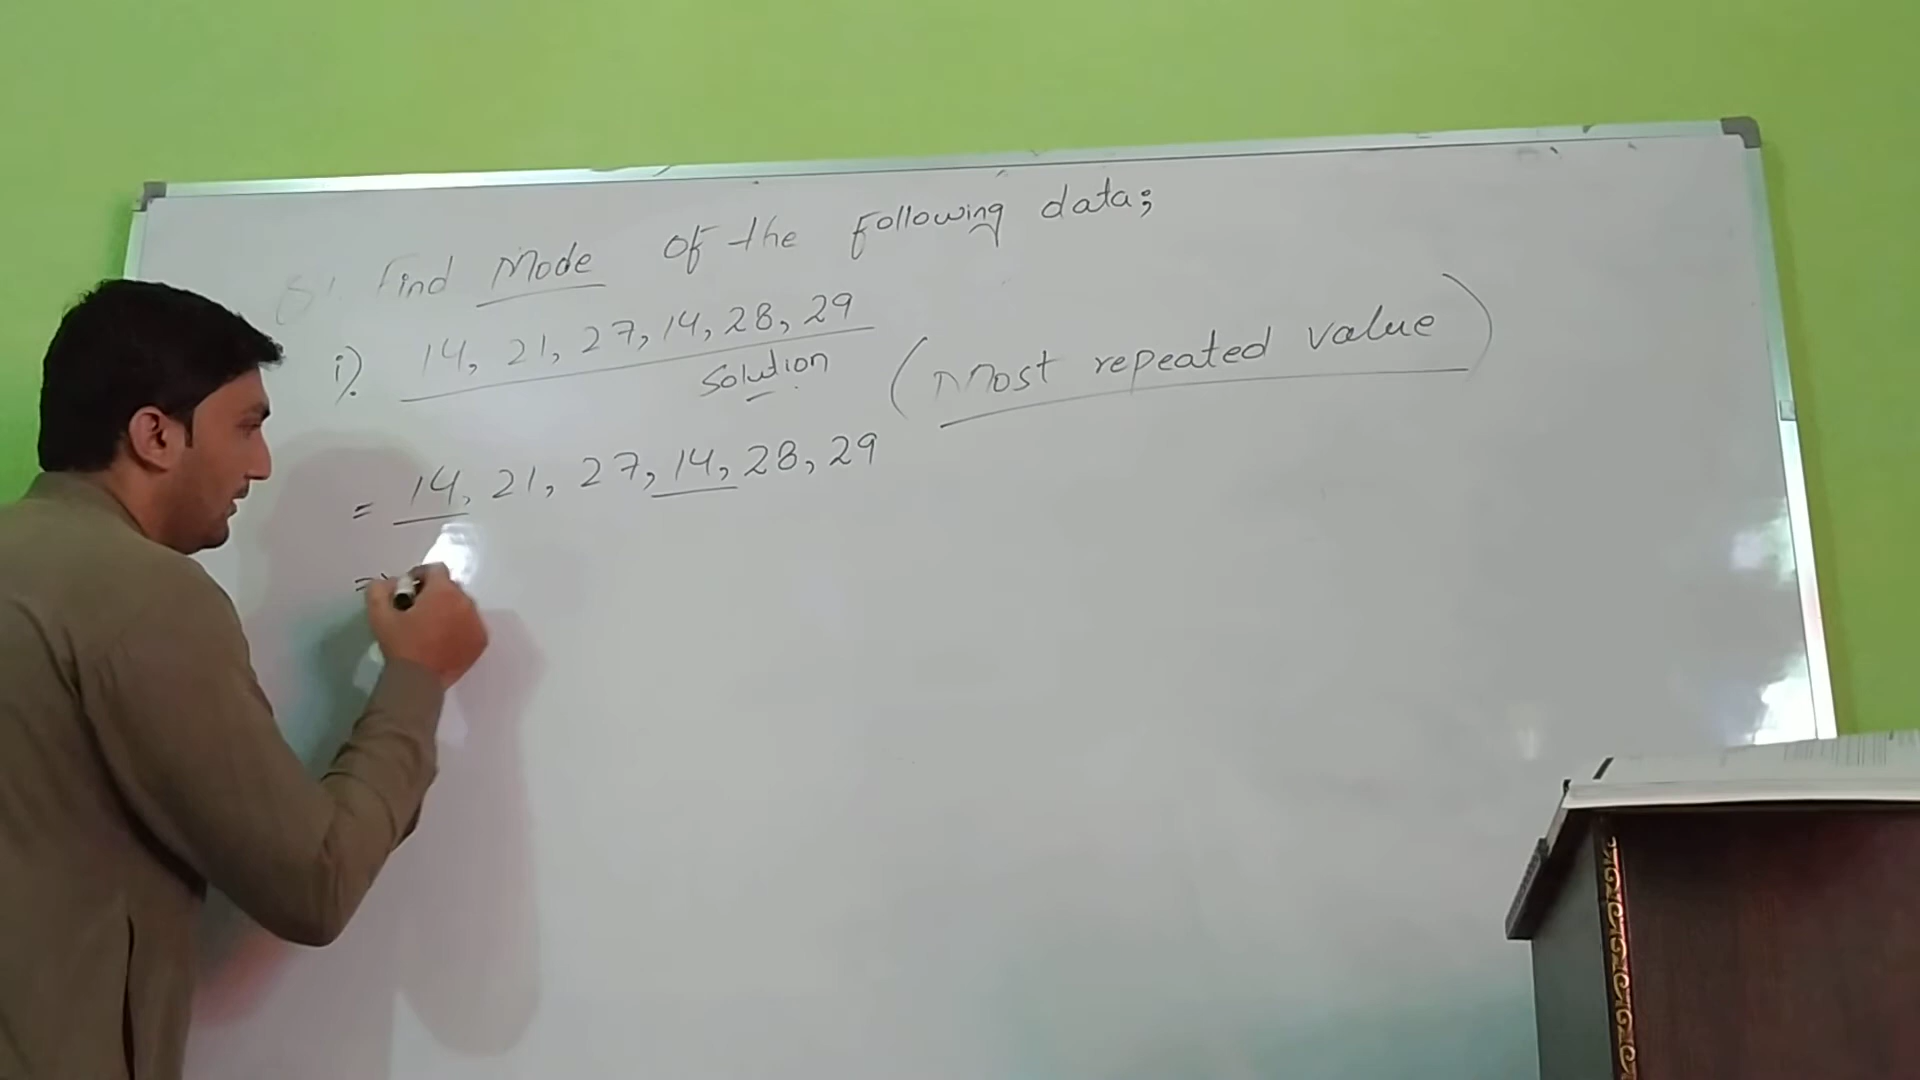 Q1 Find Mode of the following data;
i). 14, 21, 27, 14, 28, 29
Solution (Most repeated value)
= 14, 21, 27, 14, 28, 29
=